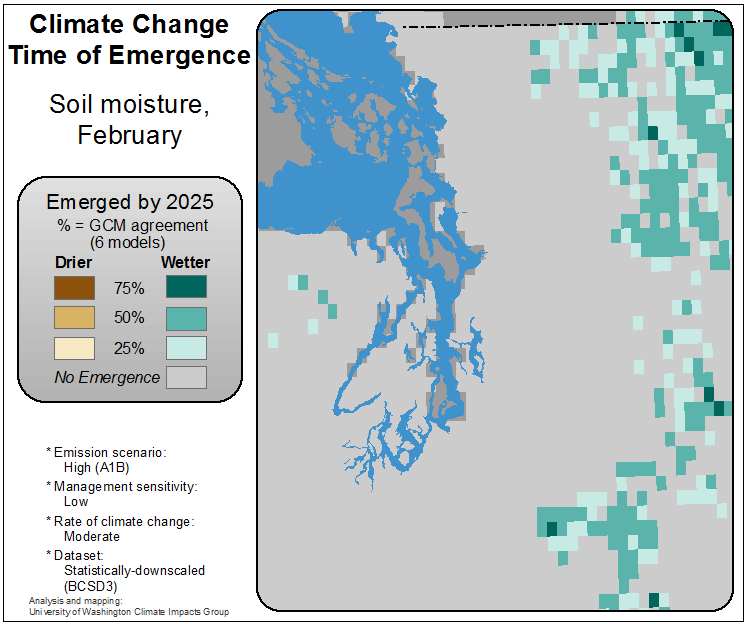 Climate Change
Time of Emergence
Soil moisture,
February
Emerged by 2025
% = GCM agreement
(6 models)
Drier Wetter
75%
50%
25%
No Emergence
* Emission scenario:
High (A1B)
* Management sensitivity:
Low
* Rate of climate change:
Moderate
* Dataset:
Statistically-downscaled
(BCSD3)
Analysis and mapping:
University of Washington Climate Impacts Group